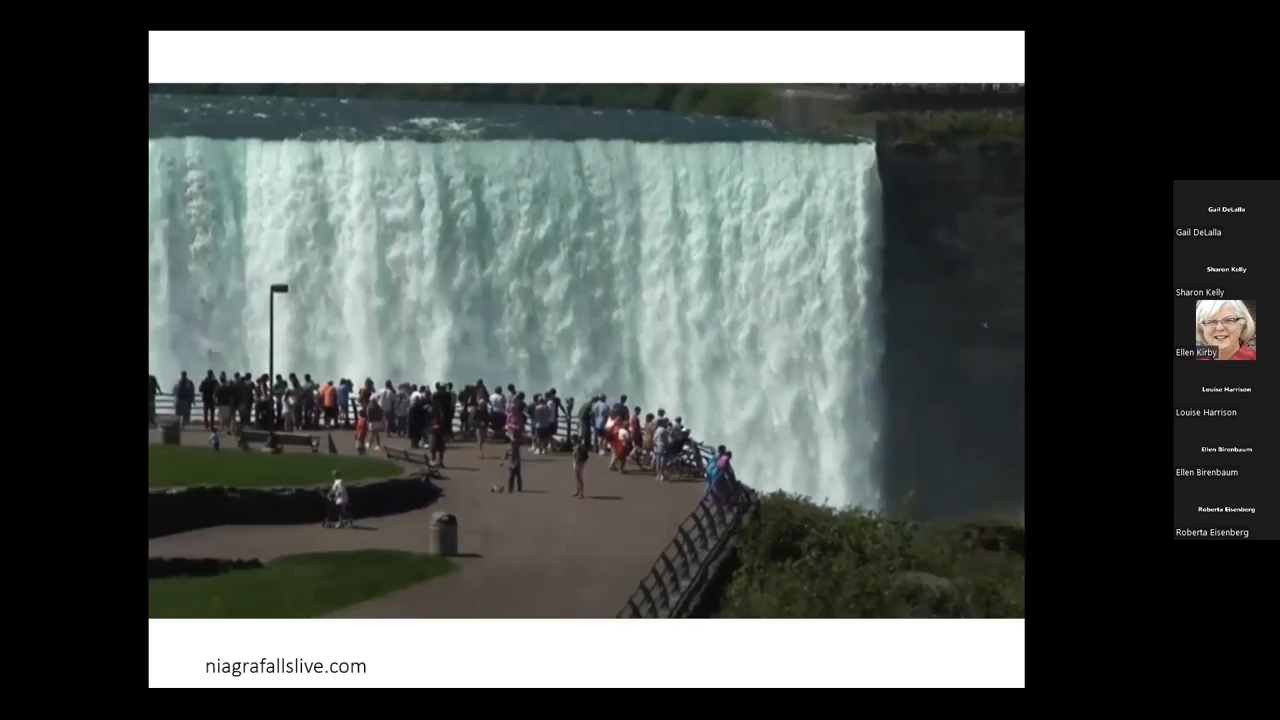 Gail DeLalla
Gail DeLalla
Sharon Kelly
Sharon Kelly
Ellen Kirby
Louise Harrison
Louise Harrison
Ellen Birenbaum
Ellen Birenbaum
Roberta Eisenberg
Roberta Eisenberg
niagrafallslive.com